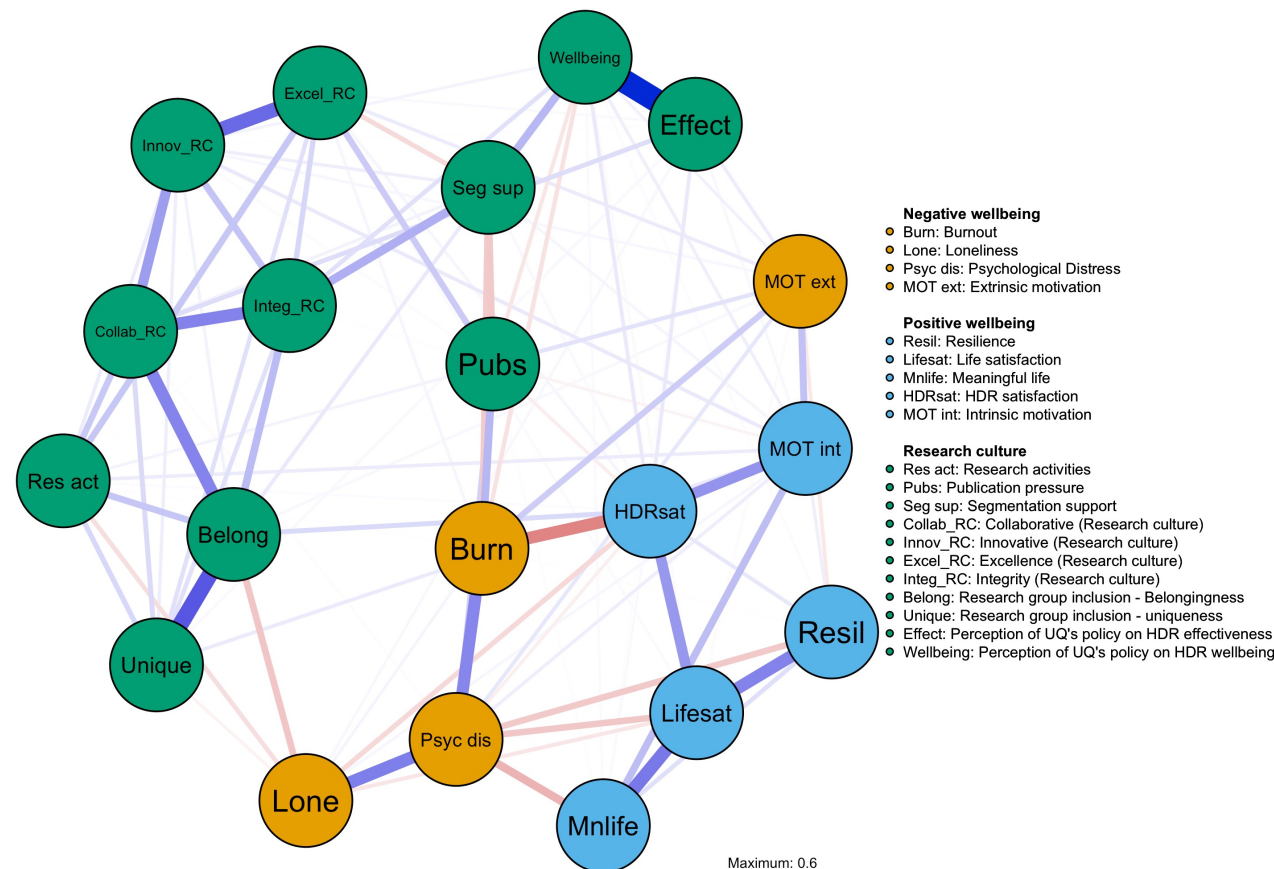 Wellbeing
Excel_RC
Effect
Innov_RC
Seg sup
MOT ext
Integ_RC
Collab_RC
Pubs
MOT int
Res act
HDRsat
Belong
Burn
Resil
Unique
Lifesat
Psyc dis
Lone
Mnlife
Maximum: 0.6
Negative wellbeing
Burn: Burnout
Lone: Loneliness
Psyc dis: Psychological Distress
MOT ext: Extrinsic motivation
Positive wellbeing
Resil: Resilience
Lifesat: Life satisfaction
Mnlife: Meaningful life
HDRsat: HDR satisfaction
MOT int: Intrinsic motivation
Research culture
Res act: Research activities
Pubs: Publication pressure
Seg sup: Segmentation support
Collab_RC: Collaborative (Research culture)
Innov_RC: Innovative (Research culture)
Excel_RC: Excellence (Research culture)
Integ_RC: Integrity (Research culture)
Belong: Research group inclusion - Belongingness
Unique: Research group inclusion - uniqueness
Effect: Perception of UQ's policy on HDR effectiveness
Wellbeing: Perception of UQ's policy on HDR wellbeing